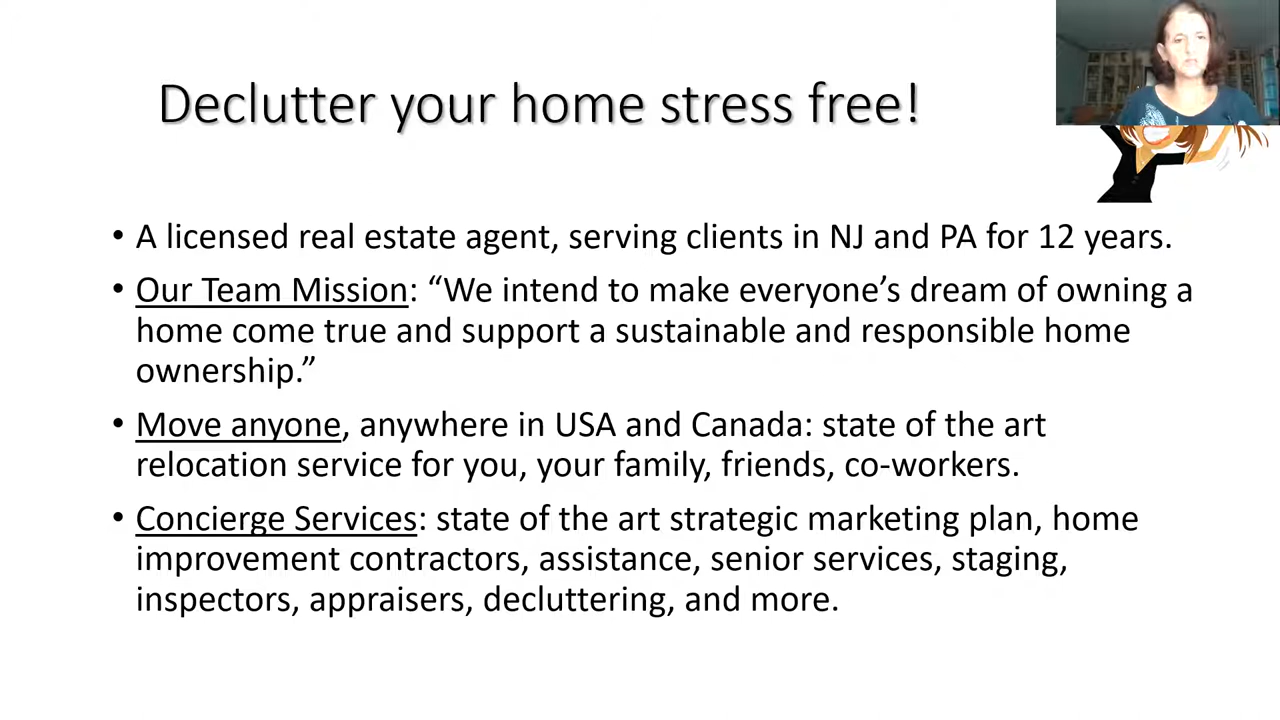 Declutter your home stress free!
• A licensed real estate agent, serving clients in NJ and PA for 12 years.
• Our Team Mission: “We intend to make everyone’s dream of owning a
home come true and support a sustainable and responsible home
ownership.”
• Move anyone, anywhere in USA and Canada: state of the art
relocation service for you, your family, friends, co-workers.
• Concierge Services: state of the art strategic marketing plan, home
improvement contractors, assistance, senior services, staging,
inspectors, appraisers, decluttering, and more.